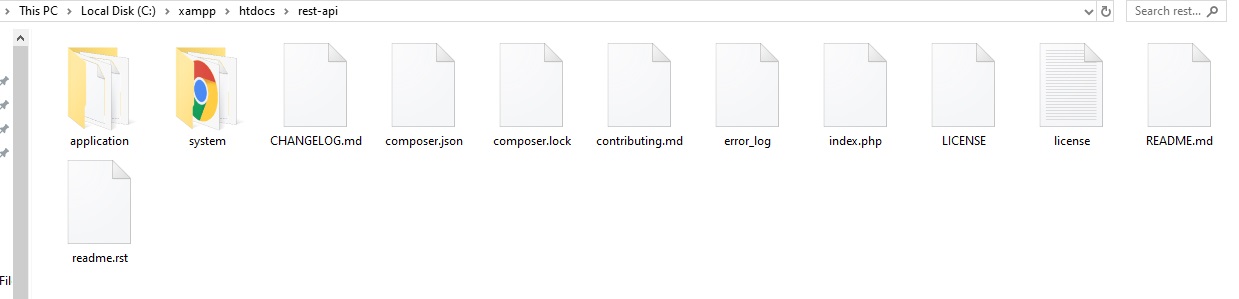 This PC > Local Disk (C:) > xampp > htdocs > rest-api
Search rest...
application
system
CHANGELOG.md
composer.json
composer.lock
contributing.md
error_log
index.php
LICENSE
license
README.md
readme.rst
Fil